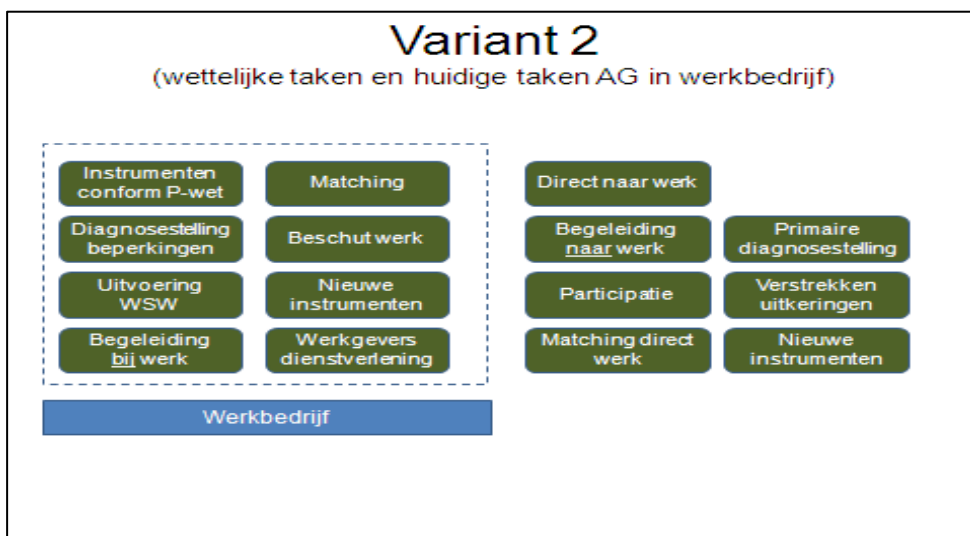 Variant 2
(wettelijke taken en huidige taken AG in werkbedrijf)
Instrumenten
conform P-wet
Matching
Direct naar werk
Diagnosestelling
beperkingen
Beschut werk
Begeleiding
naar werk
Primaire
diagnosestelling
Uitvoering
WSW
Nieuwe
instrumenten
Participatie
Verstrekken
uitkeringen
Begeleiding
bij werk
Werkgevers
dienstverlening
Matching direct
werk
Nieuwe
instrumenten
Werkbedrijf